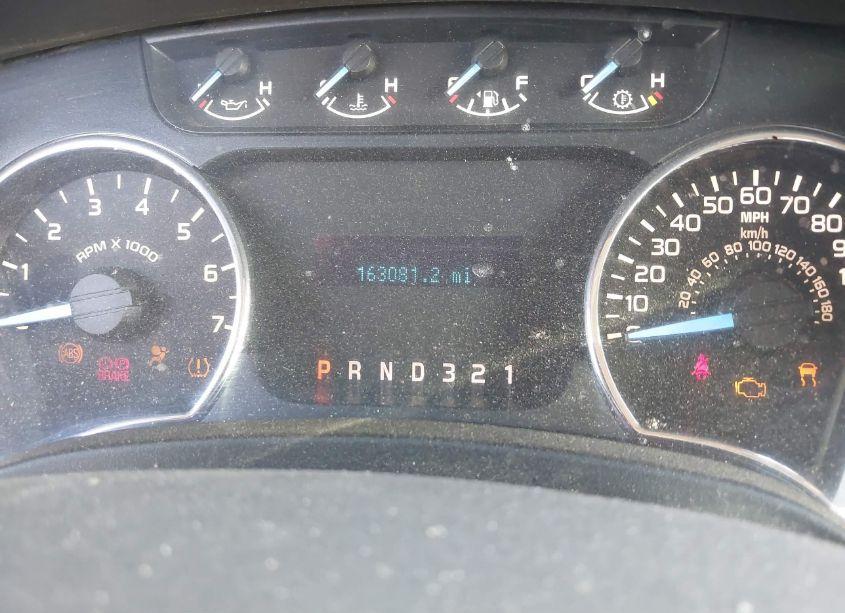 H H F H
1 2 3 4 5 6 7
RPM X 1000
ABS
BRAKE
163081.2 mi
P R N D 3 2 1
10 20 30 40 50 60 70 80
MPH
km/h
20 40 60 80 100 120 140 160 180